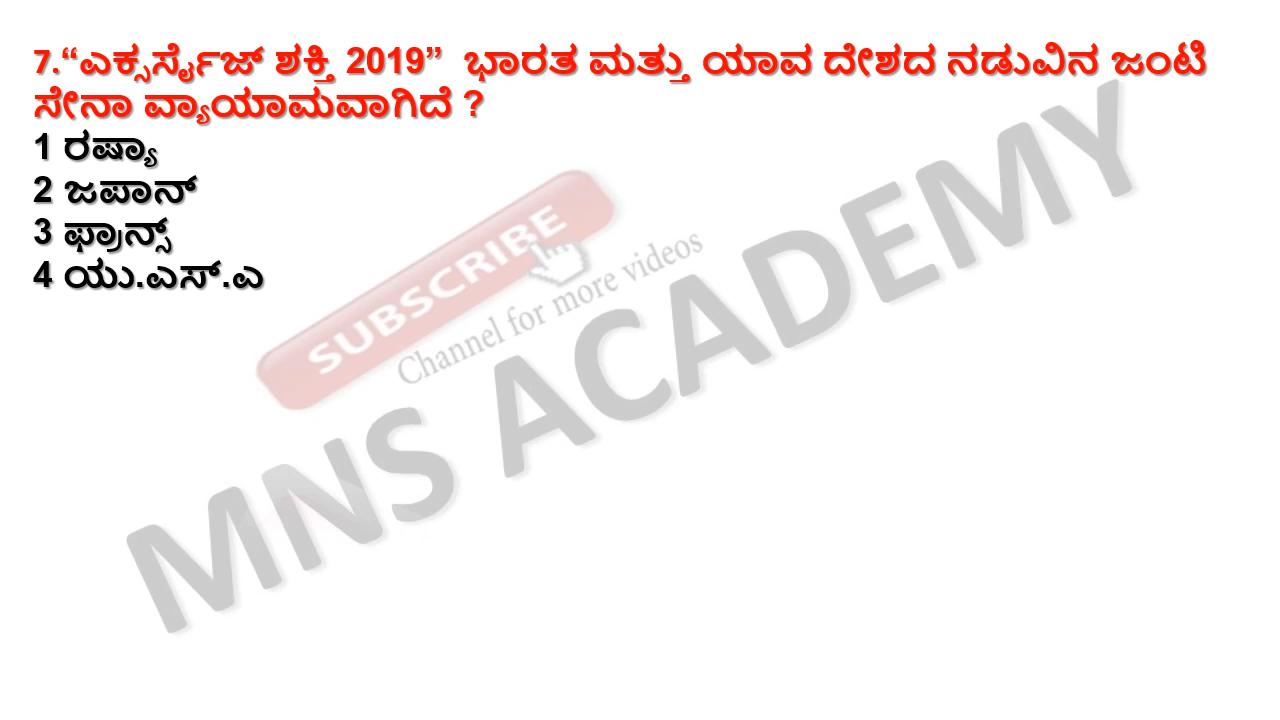 7.“ಎಕ್ಸರ್ಸೈಜ್ ಶಕ್ತಿ 2019” ಭಾರತ ಮತ್ತು ಯಾವ ದೇಶದ ನಡುವಿನ ಜಂಟಿ
ಸೇನಾ ವ್ಯಾಯಾಮವಾಗಿದೆ ?
1 ರಷ್ಯಾ
2 ಜಪಾನ್
3 ಫ್ರಾನ್ಸ್
4 ಯು.ಎಸ್.ಎ
SUBSCRIBE
Channel for more videos
MNS ACADEMY